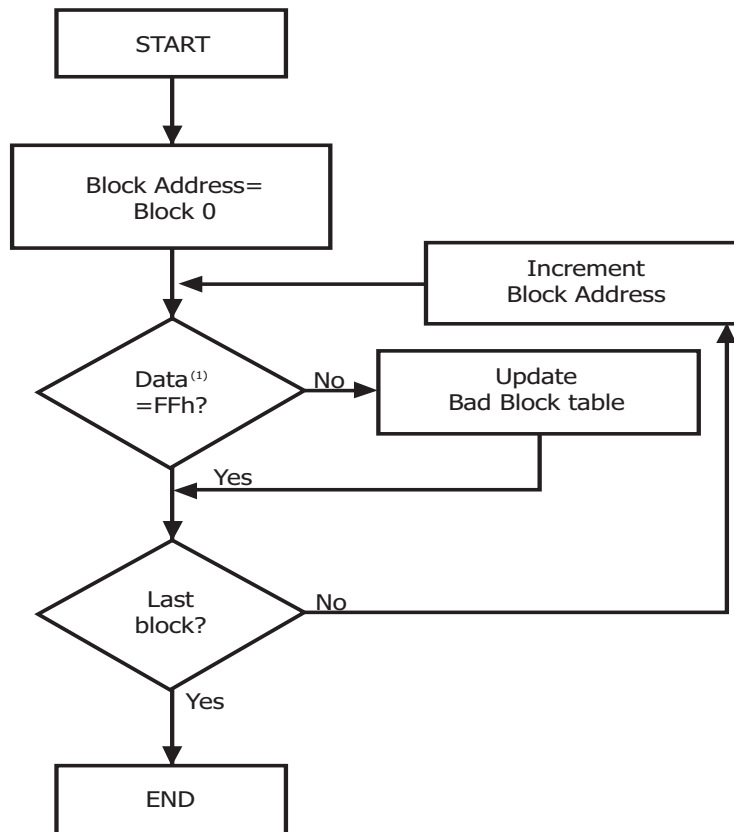 START
Block Address=
Block 0
Increment
Block Address
Data(1)
=FFh?
No
Update
Bad Block table
Yes
Last
block?
No
Yes
END